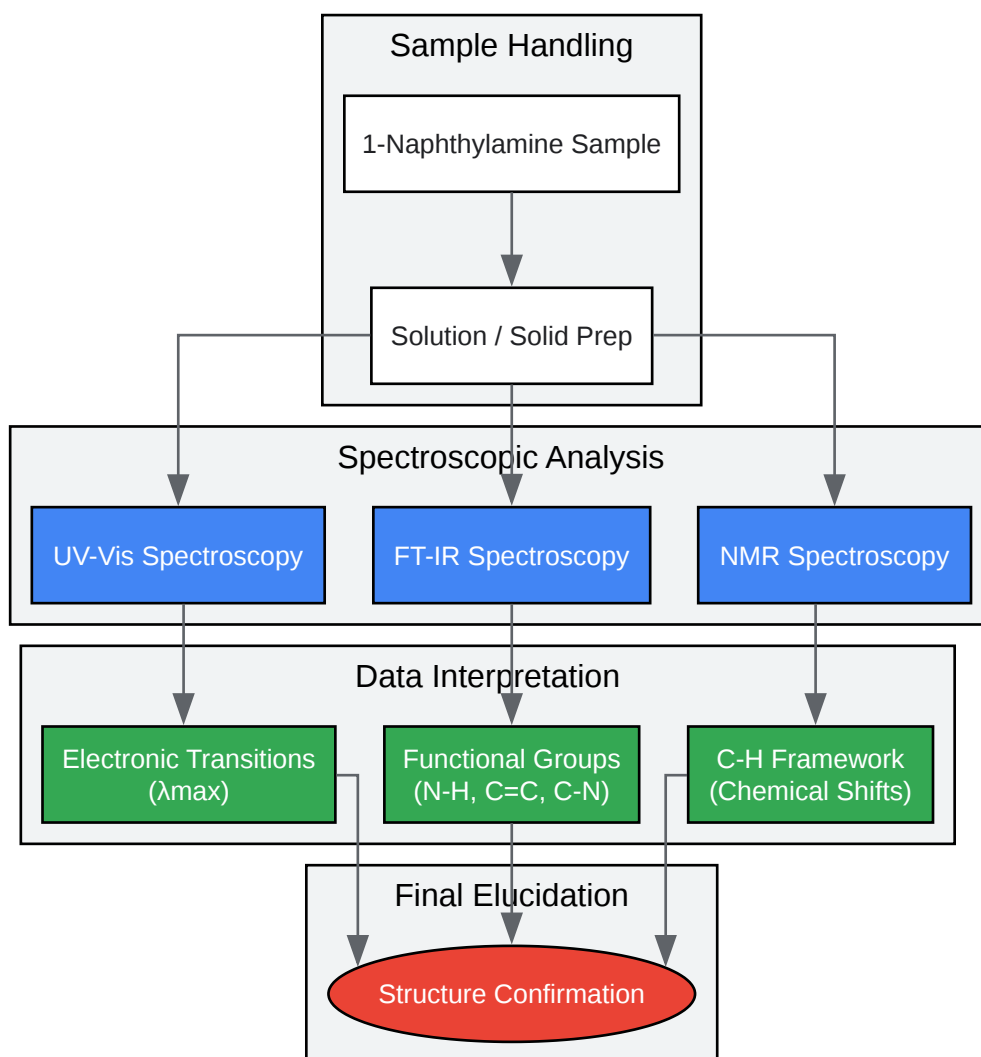 Sample Handling
1-Naphthylamine Sample
Solution / Solid Prep
Spectroscopic Analysis
UV-Vis Spectroscopy
FT-IR Spectroscopy
NMR Spectroscopy
Data Interpretation
Electronic Transitions
(λmax)
Functional Groups
(N-H, C=C, C-N)
C-H Framework
(Chemical Shifts)
Final Elucidation
Structure Confirmation